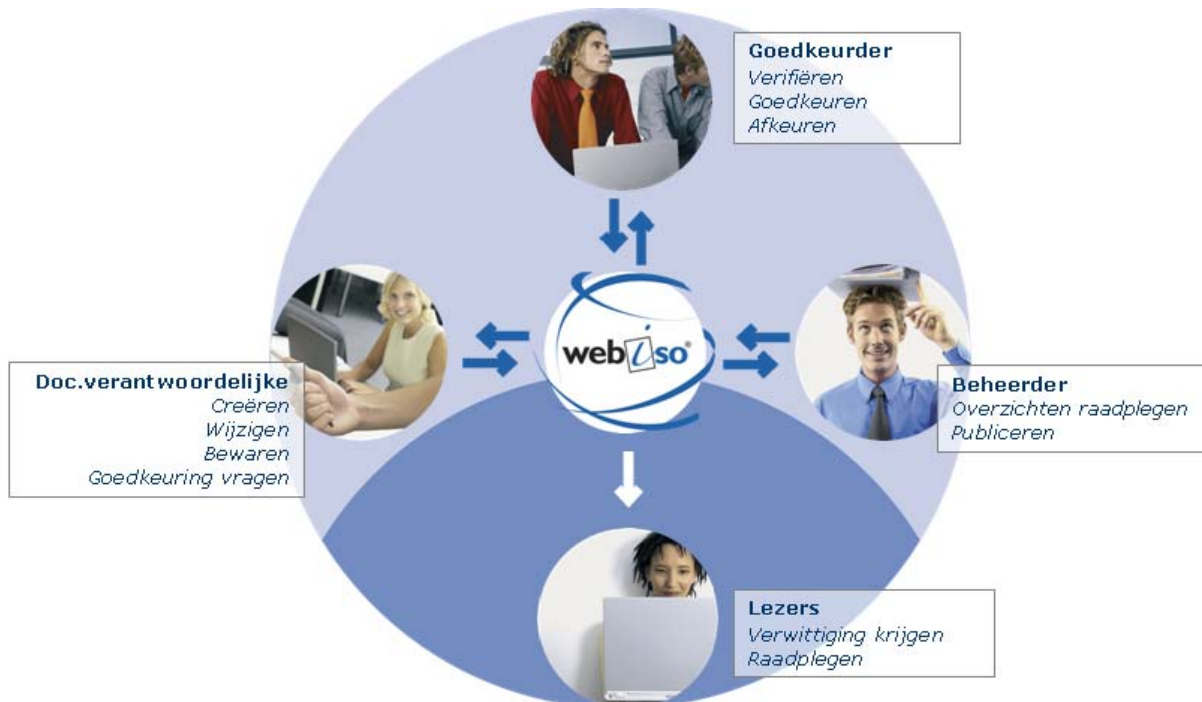 Goedkeurder
Verifiëren
Goedkeuren
Afkeuren
webiso®
Doc.verantwoordelijke
Creëren
Wijzigen
Bewaren
Goedkeuring vragen
Beheerder
Overzichten raadplegen
Publiceren
Lezers
Verwittiging krijgen
Raadplegen